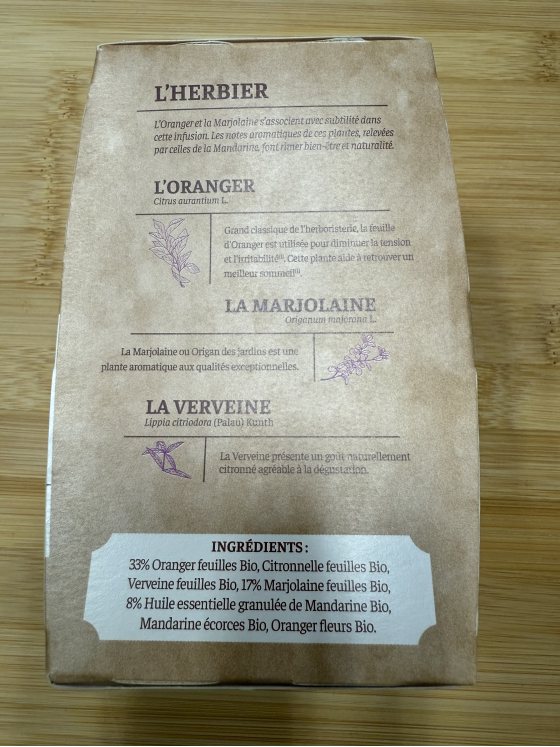 L'HERBIER
L'Oranger et la Marjolaine s'associent avec subtilité dans
cette infusion. Les notes aromatiques de ces plantes, relevées
par celles de la Mandarine, font rimer bien-être et naturalité.
L'ORANGER
Citrus aurantium L.
Grand classique de l'herboristerie, la feuille
d'Oranger est utilisée pour diminuer la tension
et l'irritabilité⁽¹⁾. Cette plante aide à retrouver un
meilleur sommeil⁽¹⁾.
LA MARJOLAINE
Origanum majorana L.
La Marjolaine ou Origan des jardins est une
plante aromatique aux qualités exceptionnelles.
LA VERVEINE
Lippia citriodora (Palau) Kunth
La Verveine présente un goût naturellement
citronné agréable à la dégustation.
INGRÉDIENTS :
33% Oranger feuilles Bio, Citronnelle feuilles Bio,
Verveine feuilles Bio, 17% Marjolaine feuilles Bio,
8% Huile essentielle granulée de Mandarine Bio,
Mandarine écorces Bio, Oranger fleurs Bio.